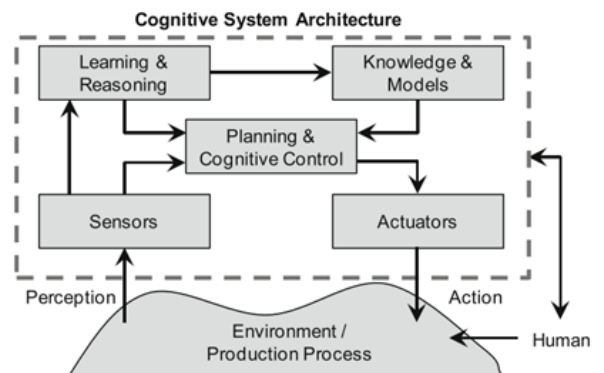 Cognitive System Architecture
Learning &
Reasoning
Knowledge &
Models
Planning &
Cognitive Control
Sensors
Actuators
Perception
Action
Environment /
Production Process
Human